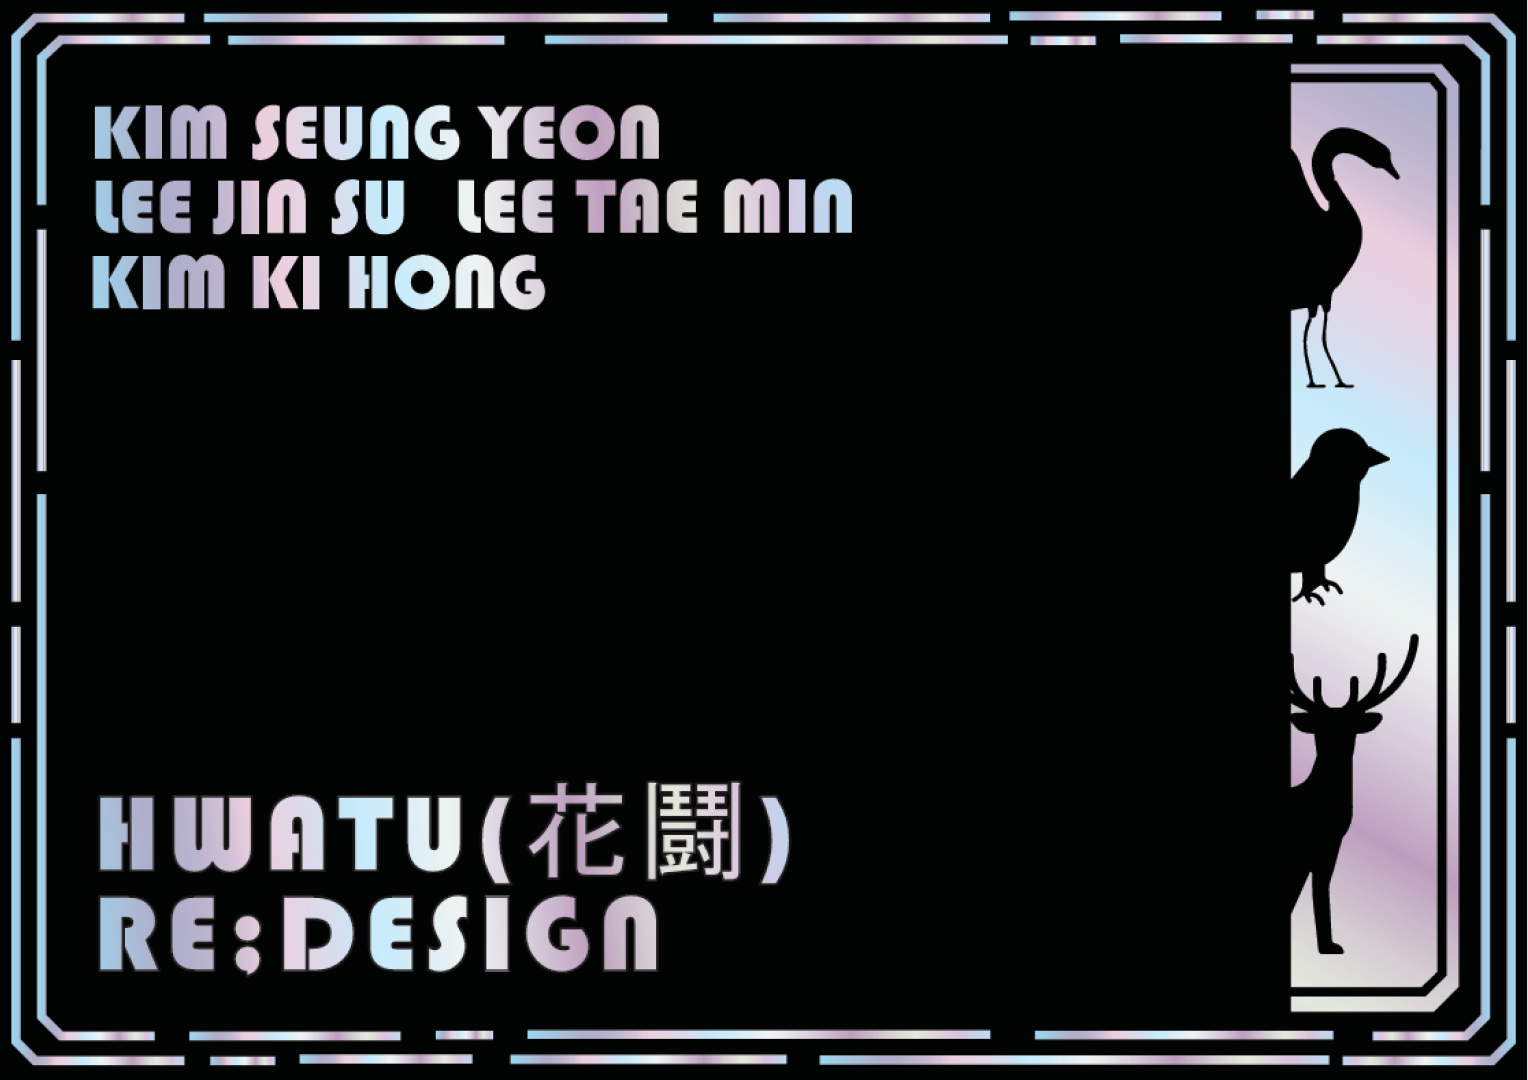 KIM SEUNG YEON
LEE JIN SU LEE TAE MIN
KIM KI HONG
HWATU(花鬪)
RE;DESIGN